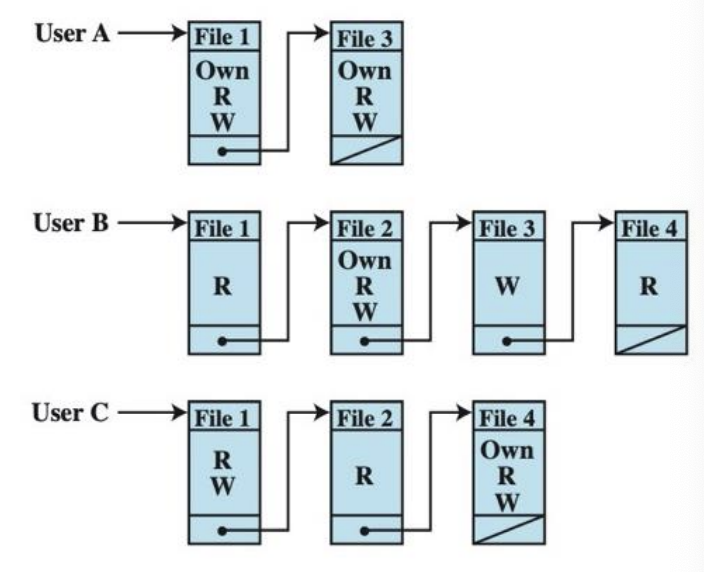 User A
File 1
Own
R
W
File 3
Own
R
W
User B
File 1
R
File 2
Own
R
W
File 3
W
File 4
R
User C
File 1
R
W
File 2
R
File 4
Own
R
W